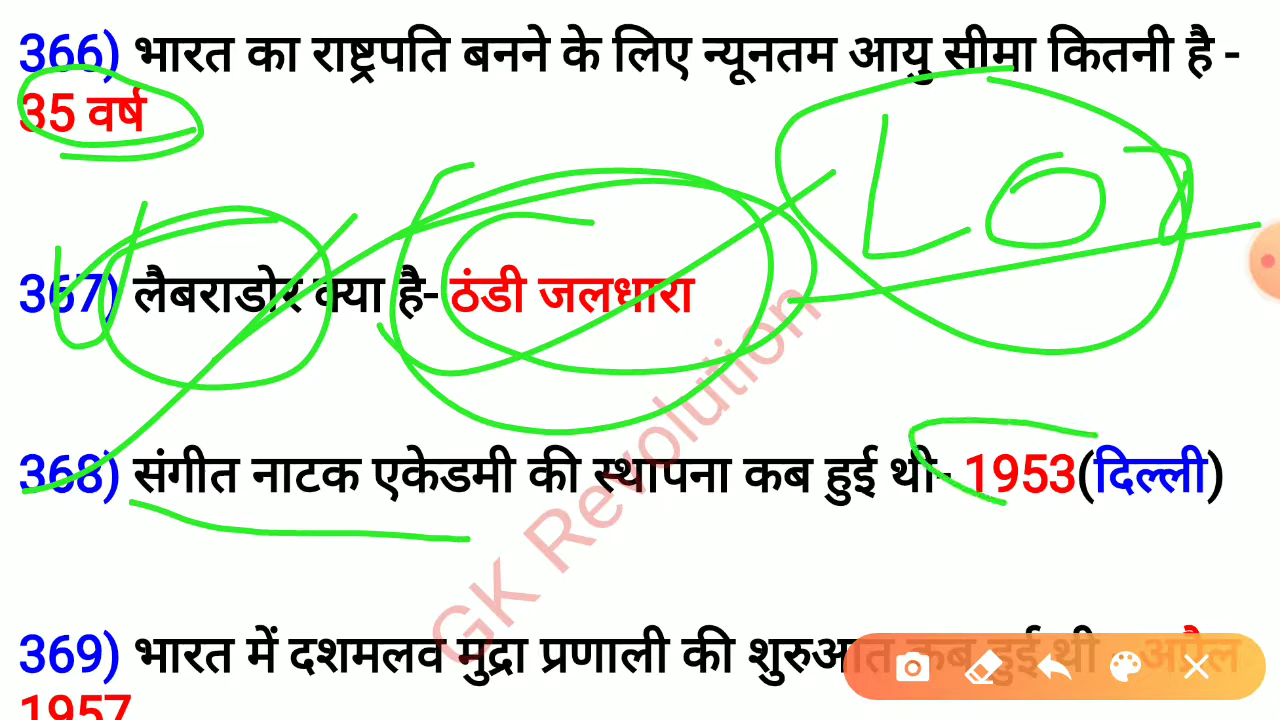 366) भारत का राष्ट्रपति बनने के लिए न्यूनतम आयु सीमा कितनी है -
35 वर्ष
367) लैबराडोर क्या है- ठंडी जलधारा
368) संगीत नाटक एकेडमी की स्थापना कब हुई थी- 1953(दिल्ली)
369) भारत में दशमलव मुद्रा प्रणाली की शुरुआत कब हुई थी - अप्रैल
1957
GK Revolution